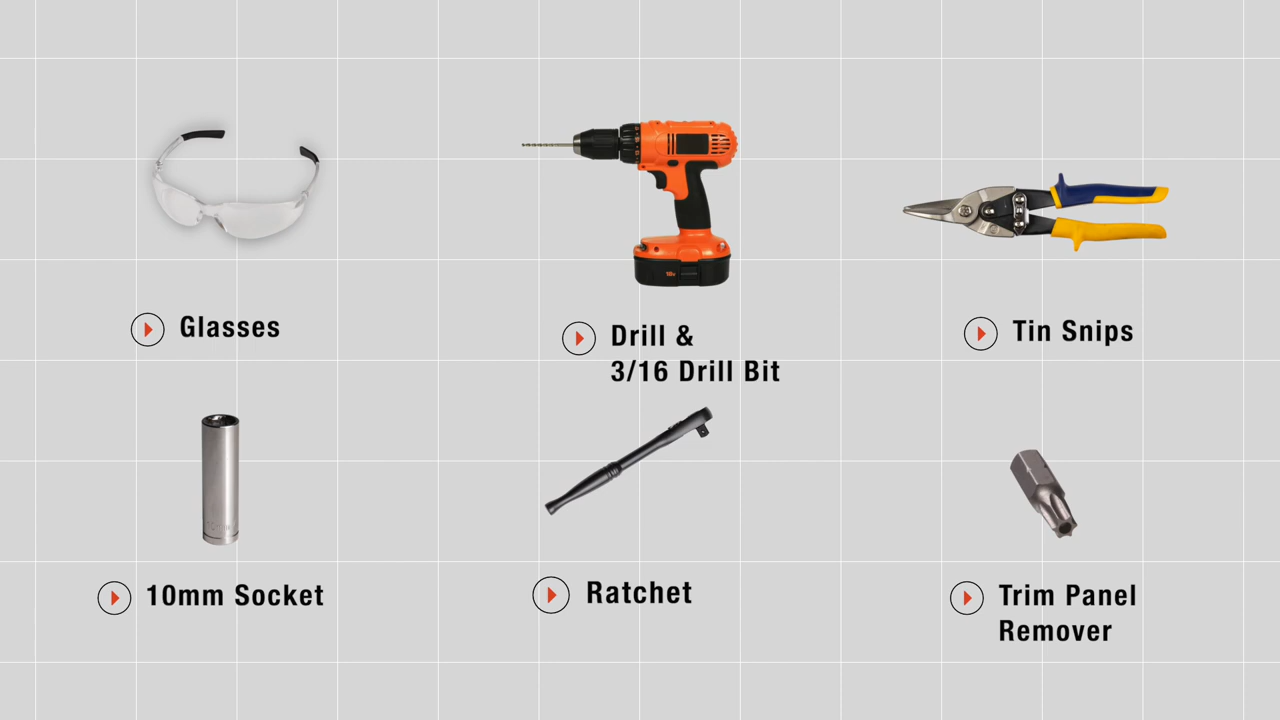 Glasses
Drill &
3/16 Drill Bit
Tin Snips
10mm Socket
Ratchet
Trim Panel
Remover